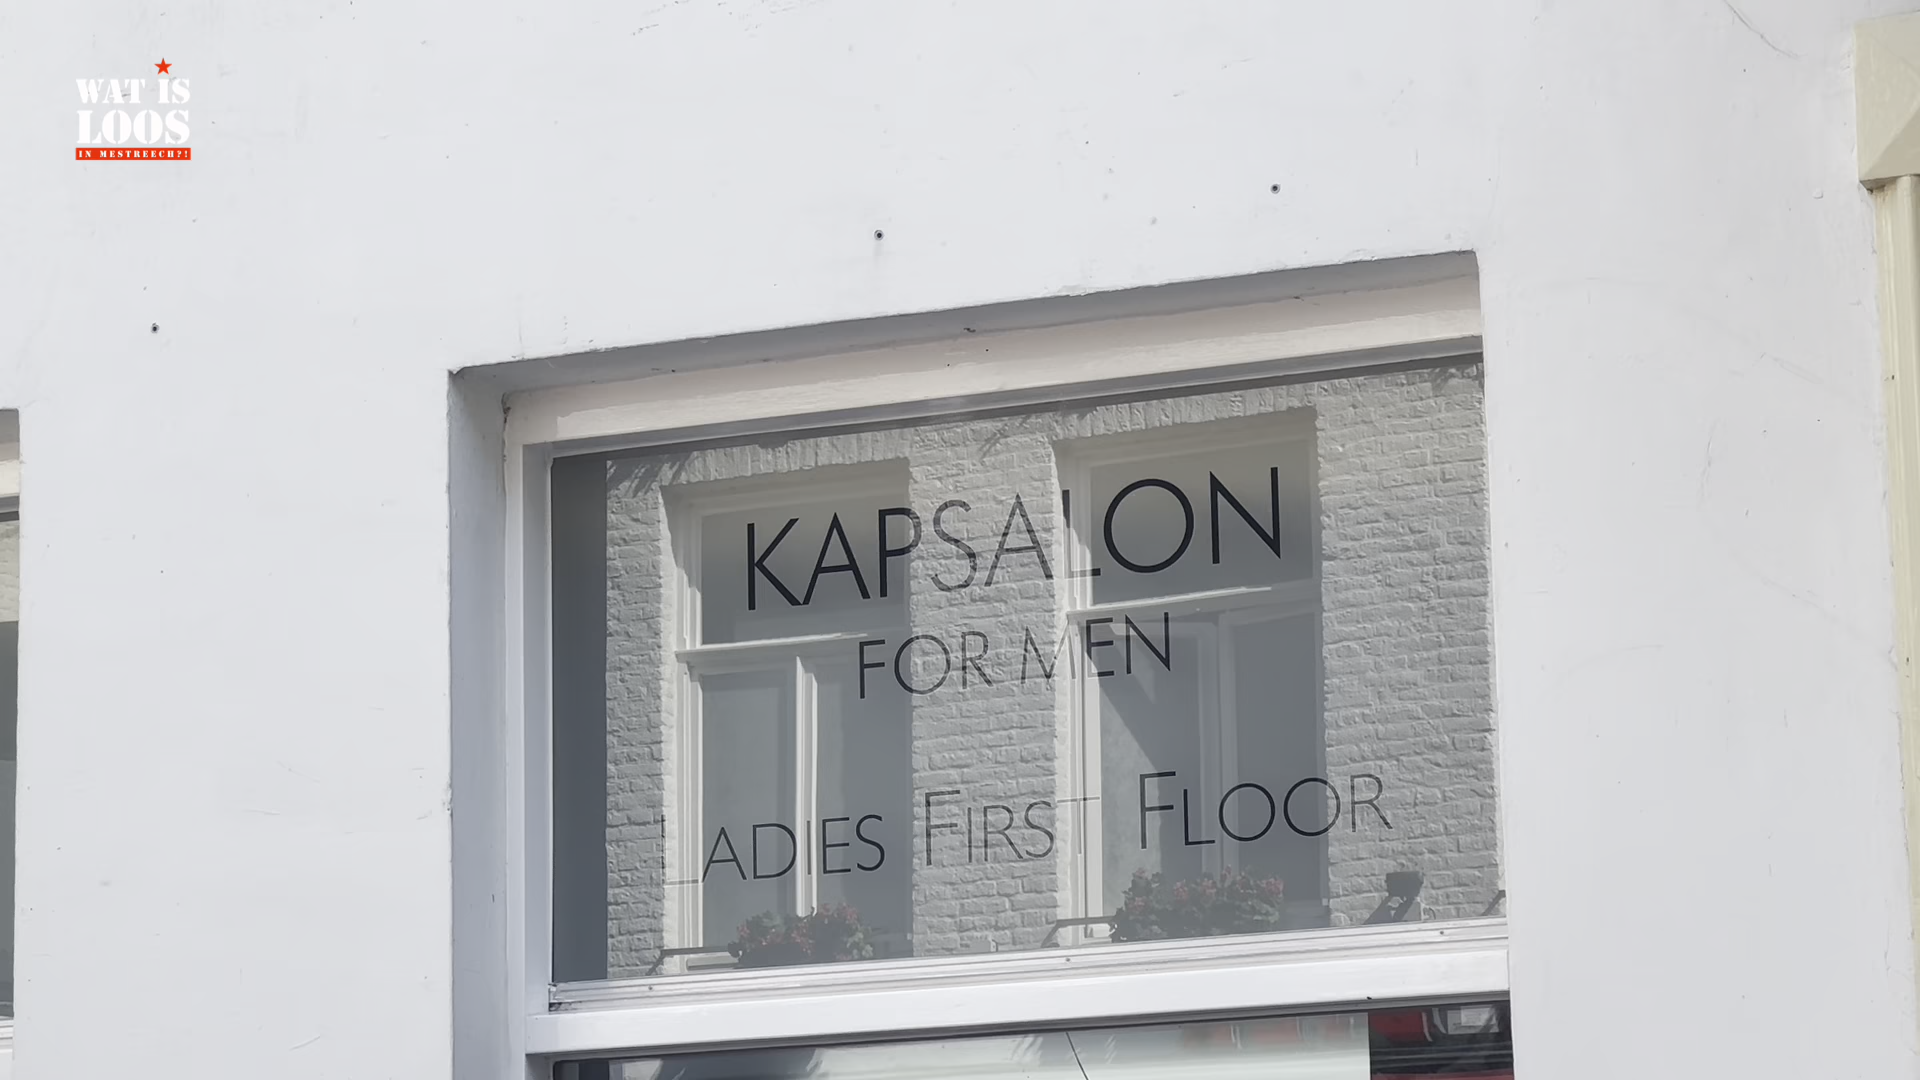 WAT IS
LOOS
IN MESTREECH?!
KAPSALON
FOR MEN
LADIES FIRST FLOOR